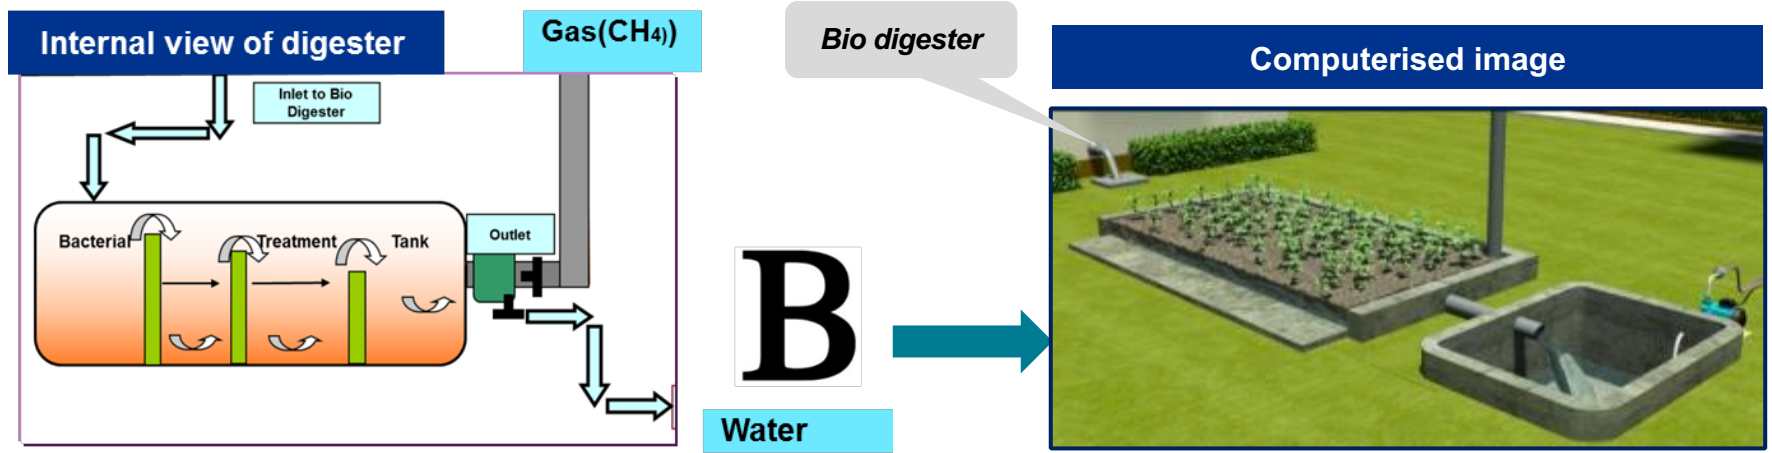 Internal view of digester
Gas(CH4))
Bio digester
Computerised image
Inlet to Bio
Digester
Bacterial Treatment Tank
Outlet
B
Water